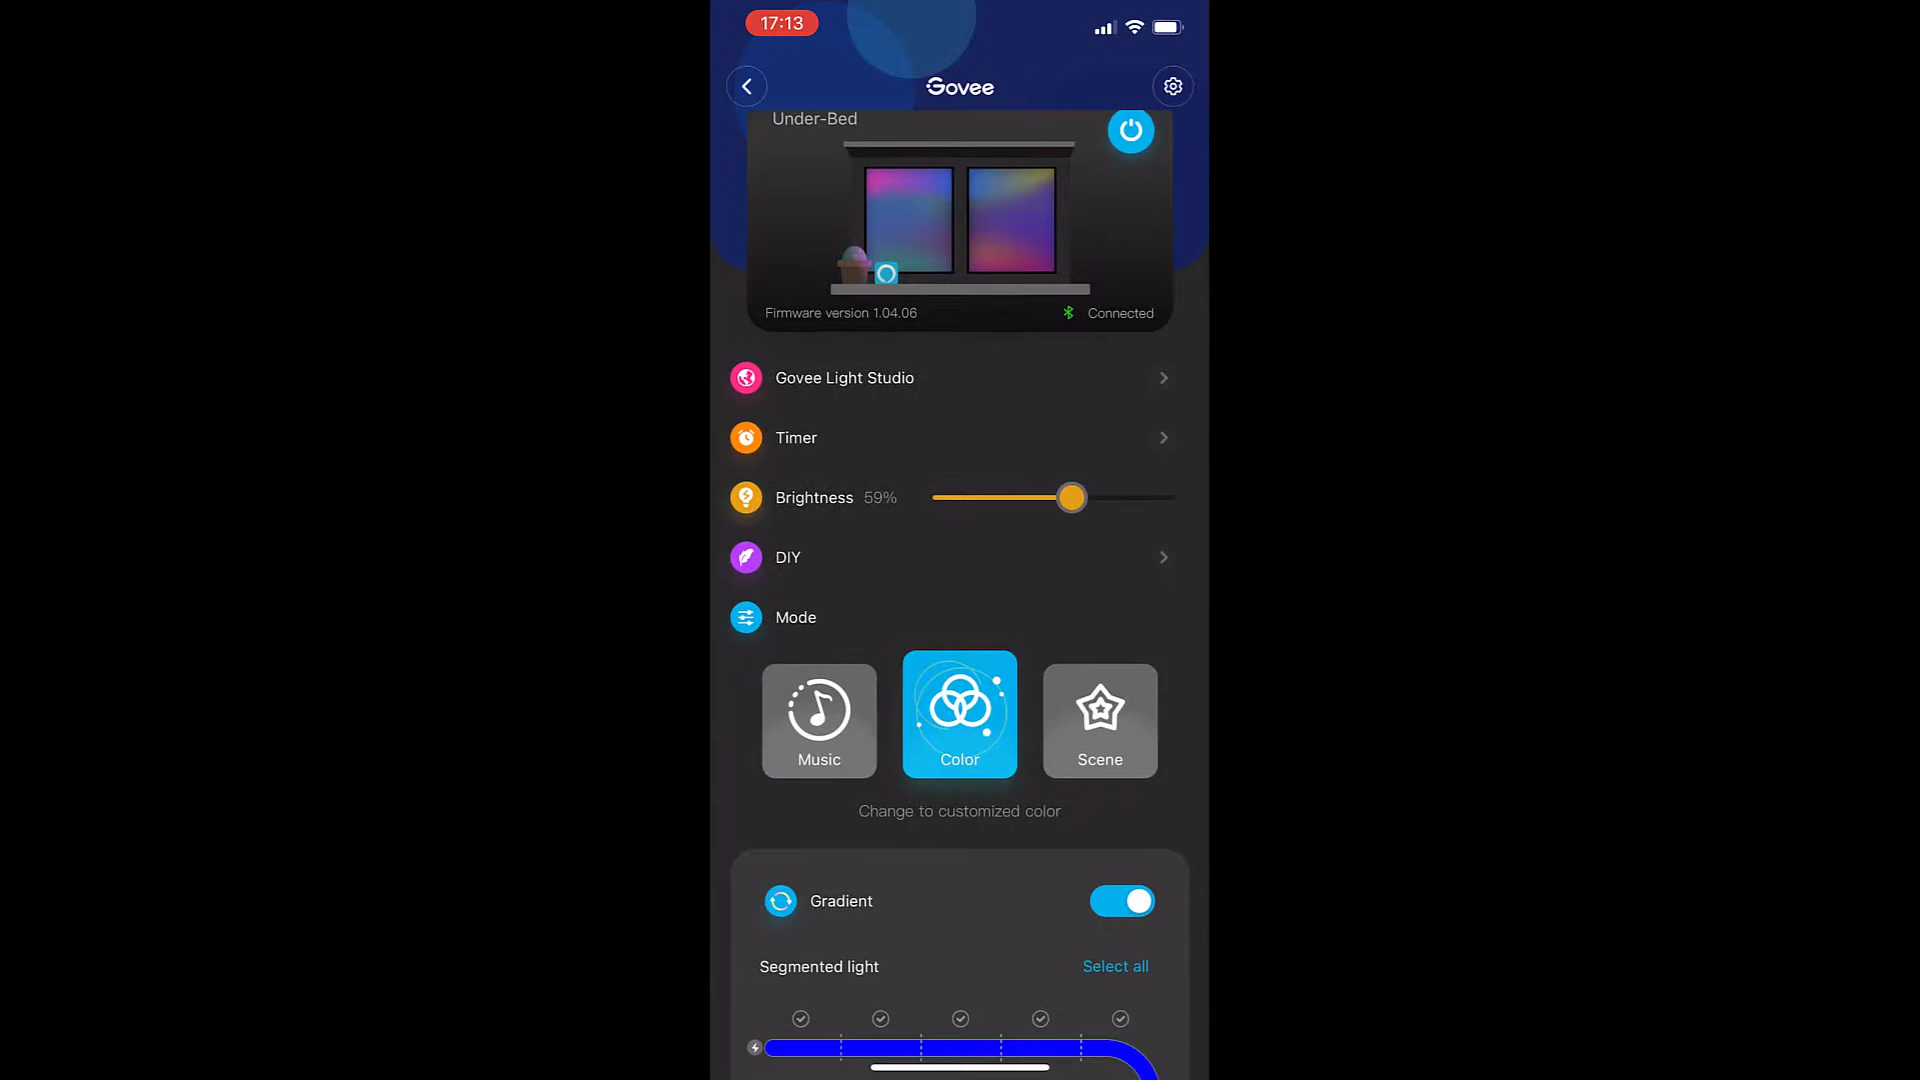 17:13
Govee
Under-Bed
Firmware version 1.04.06
Connected
Govee Light Studio
Timer
Brightness 59%
DIY
Mode
Music
Color
Scene
Change to customized color
Gradient
Segmented light
Select all